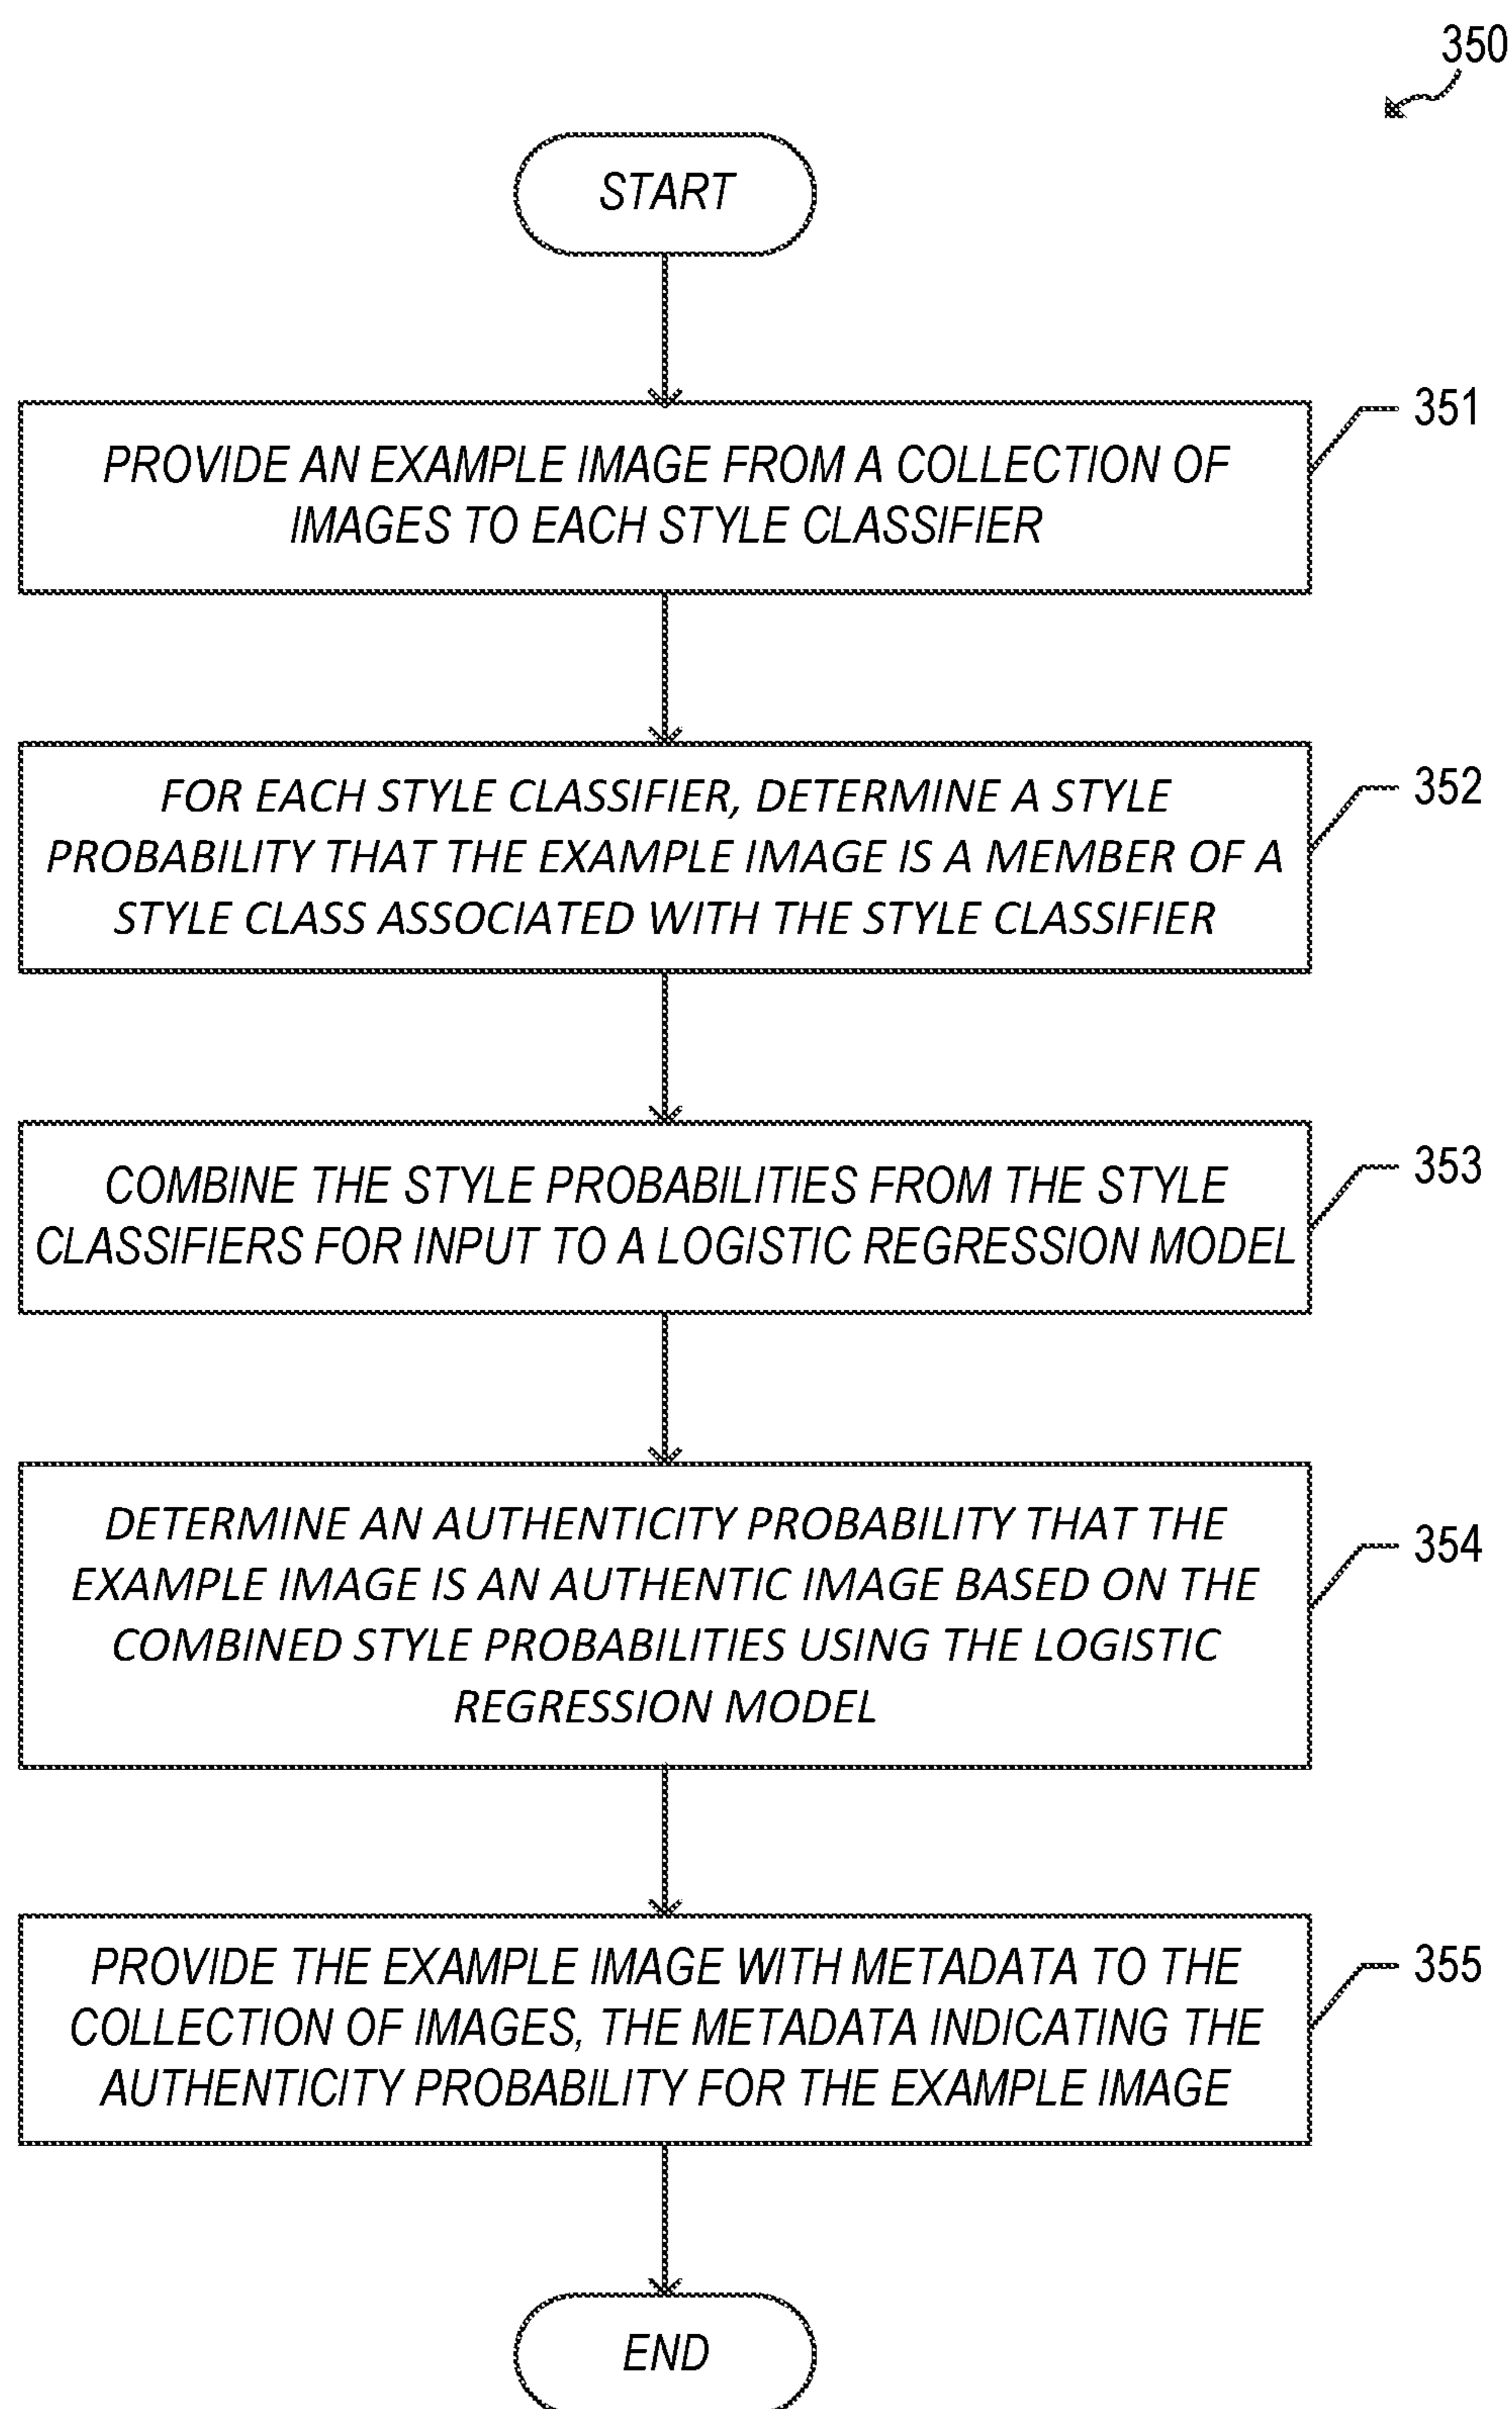 350
START
PROVIDE AN EXAMPLE IMAGE FROM A COLLECTION OF
IMAGES TO EACH STYLE CLASSIFIER
351
FOR EACH STYLE CLASSIFIER, DETERMINE A STYLE
PROBABILITY THAT THE EXAMPLE IMAGE IS A MEMBER OF A
STYLE CLASS ASSOCIATED WITH THE STYLE CLASSIFIER
352
COMBINE THE STYLE PROBABILITIES FROM THE STYLE
CLASSIFIERS FOR INPUT TO A LOGISTIC REGRESSION MODEL
353
DETERMINE AN AUTHENTICITY PROBABILITY THAT THE
EXAMPLE IMAGE IS AN AUTHENTIC IMAGE BASED ON THE
COMBINED STYLE PROBABILITIES USING THE LOGISTIC
REGRESSION MODEL
354
PROVIDE THE EXAMPLE IMAGE WITH METADATA TO THE
COLLECTION OF IMAGES, THE METADATA INDICATING THE
AUTHENTICITY PROBABILITY FOR THE EXAMPLE IMAGE
355
END